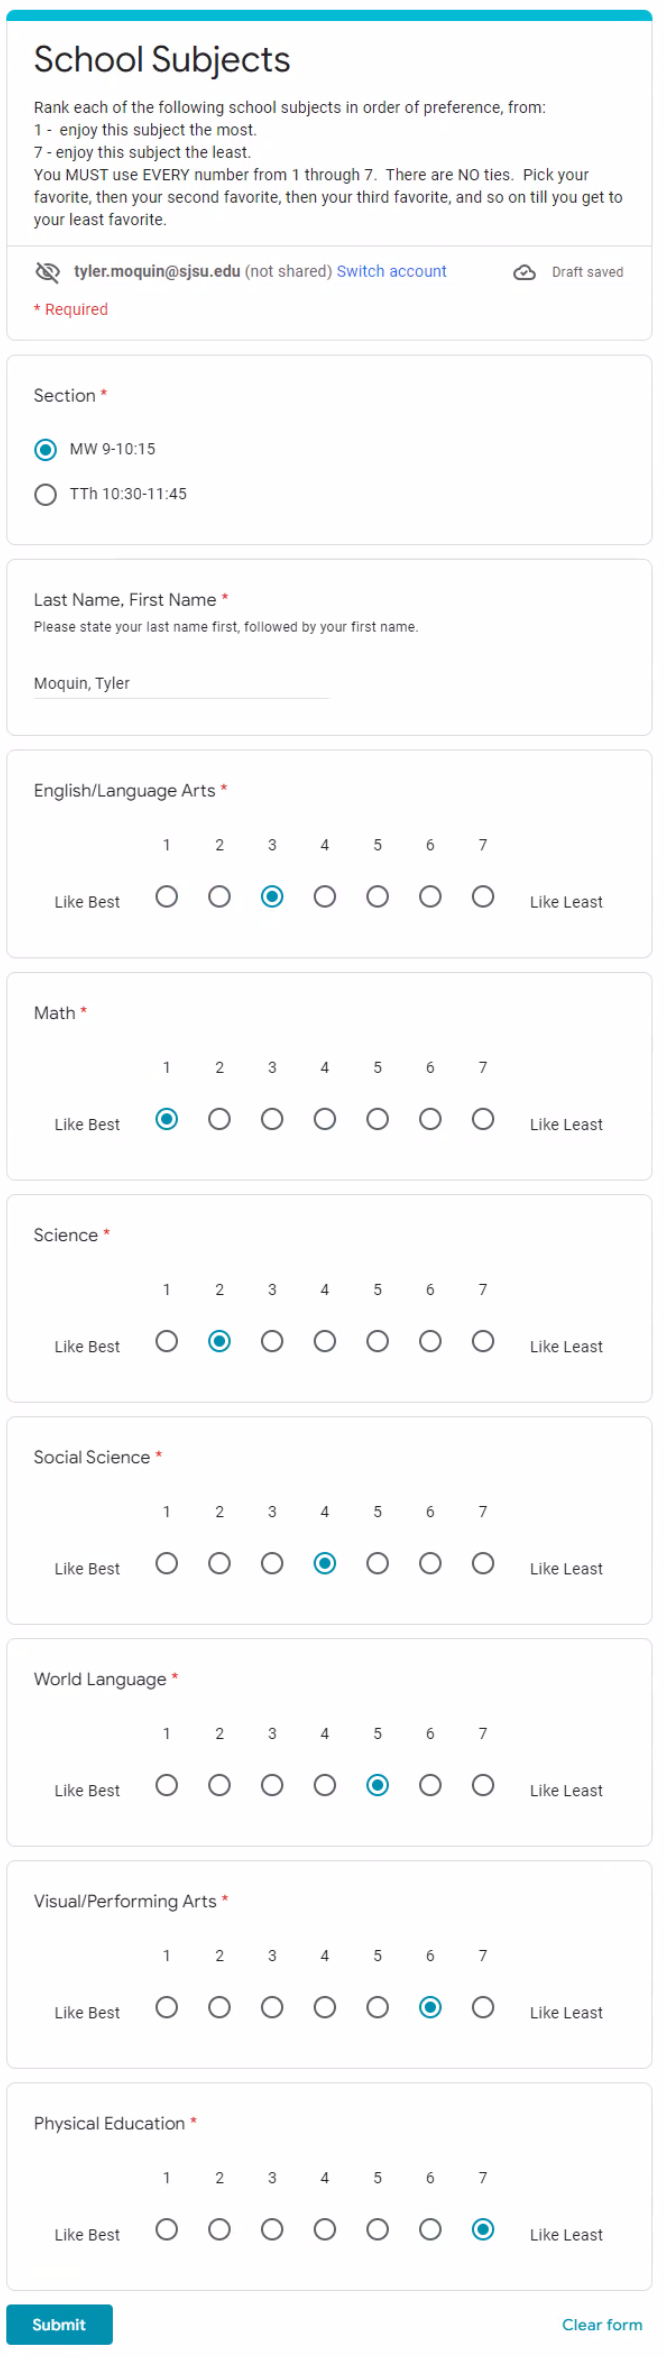 School Subjects
Rank each of the following school subjects in order of preference, from:
1 - enjoy this subject the most.
7 - enjoy this subject the least.
You MUST use EVERY number from 1 through 7. There are NO ties. Pick your
favorite, then your second favorite, then your third favorite, and so on till you get to
your least favorite.
tyler.moquin@sjsu.edu (not shared) Switch account Draft saved
* Required
Section *
MW 9-10:15
TTh 10:30-11:45
Last Name, First Name *
Please state your last name first, followed by your first name.
Moquin, Tyler
English/Language Arts *
1 2 3 4 5 6 7
Like Best Like Least
Math *
1 2 3 4 5 6 7
Like Best Like Least
Science *
1 2 3 4 5 6 7
Like Best Like Least
Social Science *
1 2 3 4 5 6 7
Like Best Like Least
World Language *
1 2 3 4 5 6 7
Like Best Like Least
Visual/Performing Arts *
1 2 3 4 5 6 7
Like Best Like Least
Physical Education *
1 2 3 4 5 6 7
Like Best Like Least
Submit Clear form